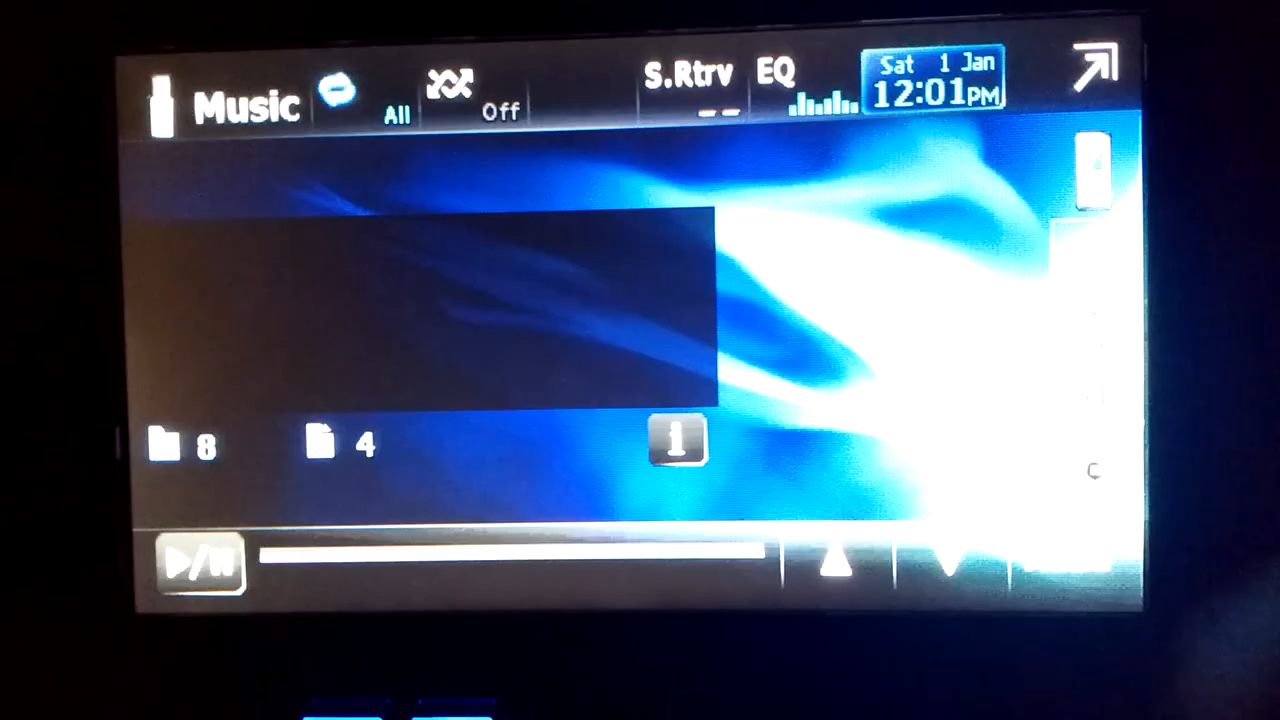 Music
All
Off
S.Rtrv
--
EQ
Sat 1 Jan
12:01PM
8
4
i